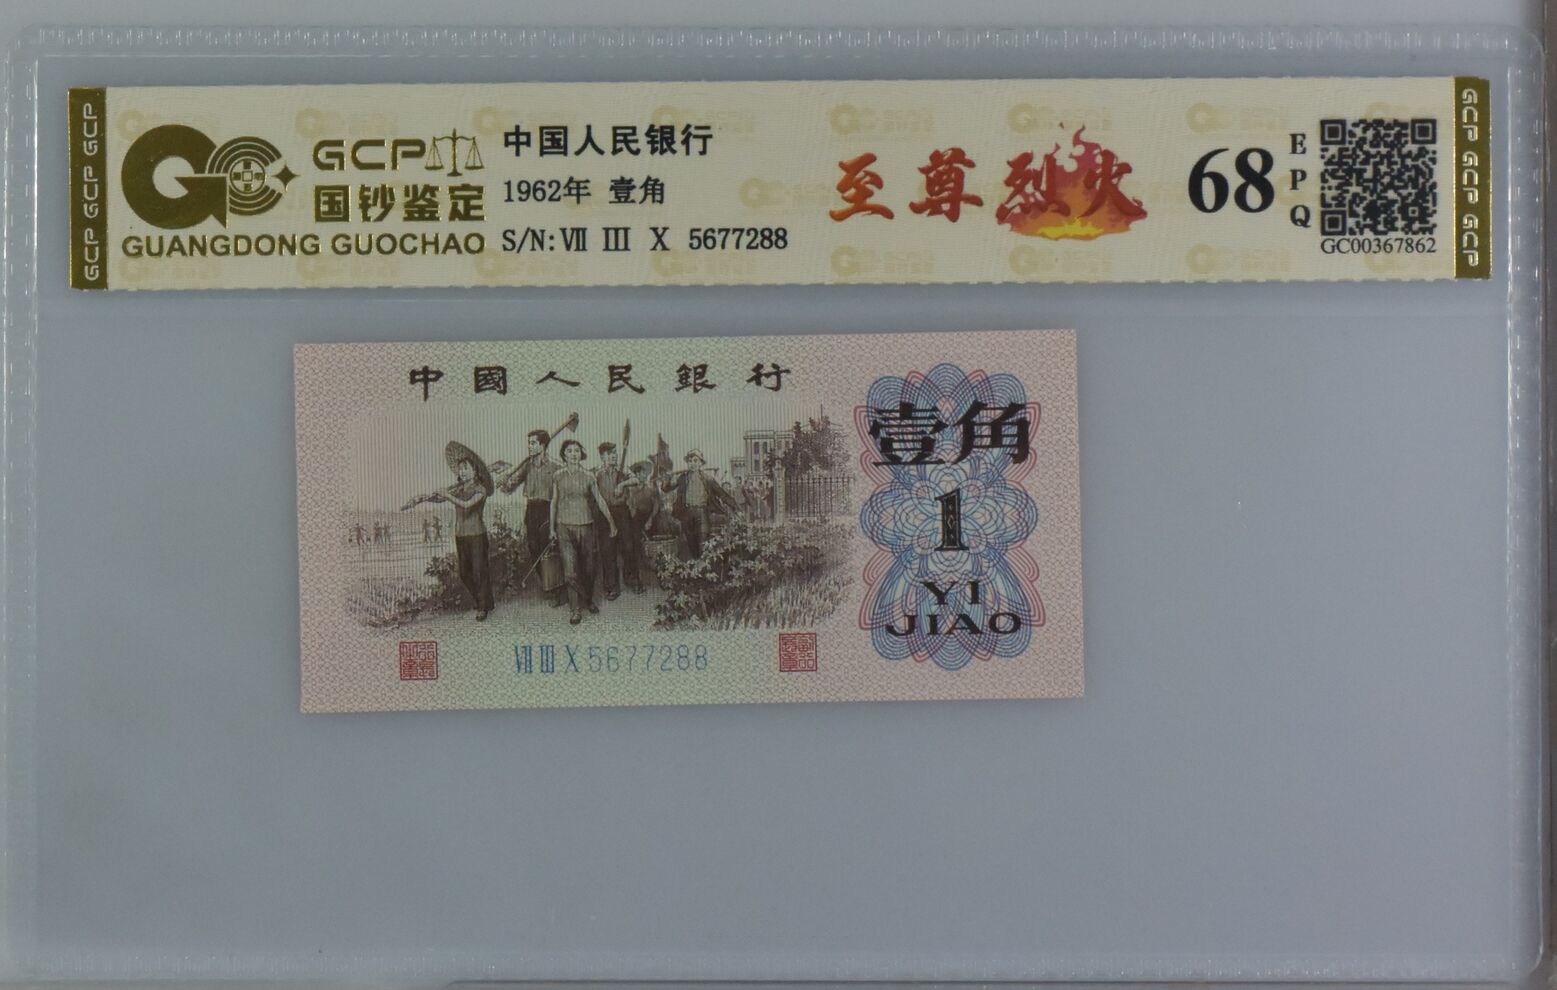 GCP GCP GCP
GCP
国钞鉴定
GUANGDONG GUOCHAO
中国人民银行
1962年 壹角
S/N: Ⅶ Ⅲ Ⅹ 5677288
至尊烈火
68
EPQ
GC00367862
GCP GCP GCP
中國人民銀行
壹角
1
YI
JIAO
Ⅶ Ⅲ Ⅹ 5677288